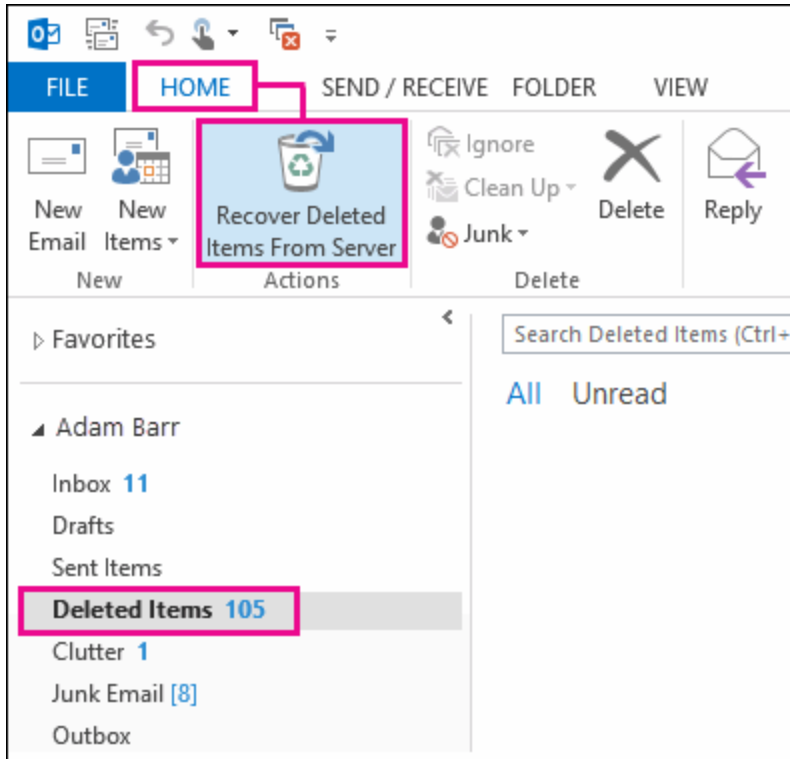 FILE HOME SEND / RECEIVE FOLDER VIEW
Ignore
Clean Up
Junk
New
Email
New
Items
Recover Deleted
Items From Server
Delete
Reply
New Actions Delete
Favorites
Search Deleted Items (Ctrl+
All Unread
Adam Barr
Inbox 11
Drafts
Sent Items
Deleted Items 105
Clutter 1
Junk Email [8]
Outbox